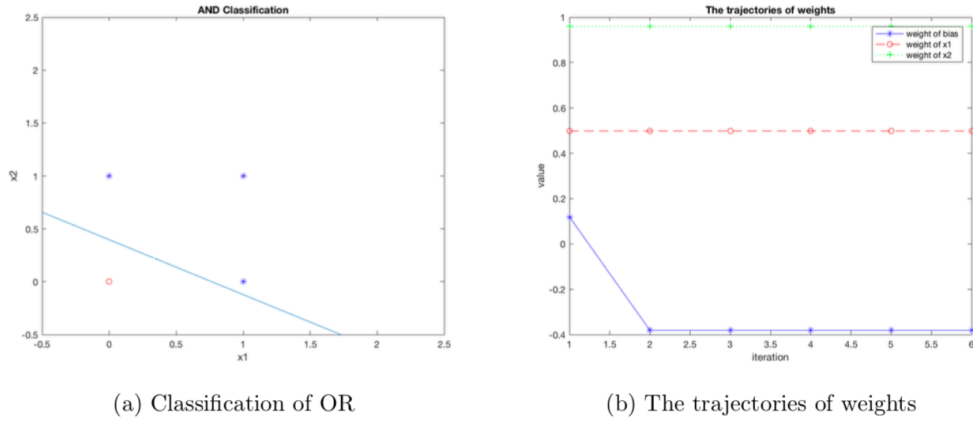 AND Classification
2.5
2
1.5
1
0.5
0
-0.5
-0.5 0 0.5 1 1.5 2 2.5
x2
x1
(a) Classification of OR
The trajectories of weights
1
0.8
0.6
0.4
0.2
0
-0.2
-0.4
1 1.5 2 2.5 3 3.5 4 4.5 5 5.5 6
value
iteration
weight of bias
weight of x1
weight of x2
(b) The trajectories of weights